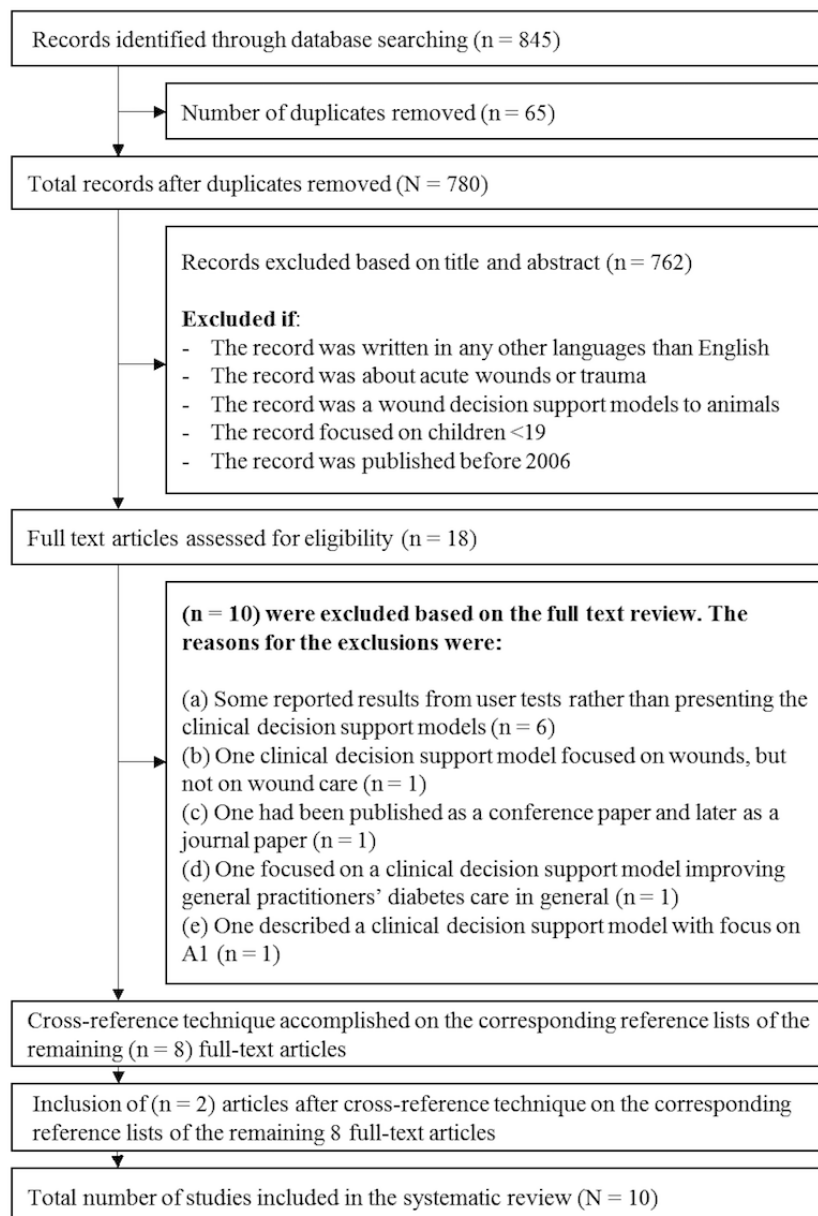 Records identified through database searching (n = 845)
Number of duplicates removed (n = 65)
Total records after duplicates removed (N = 780)
Records excluded based on title and abstract (n = 762)
Excluded if:
- The record was written in any other languages than English
- The record was about acute wounds or trauma
- The record was a wound decision support models to animals
- The record focused on children <19
- The record was published before 2006
Full text articles assessed for eligibility (n = 18)
(n = 10) were excluded based on the full text review. The
reasons for the exclusions were:
(a) Some reported results from user tests rather than presenting the
clinical decision support models (n = 6)
(b) One clinical decision support model focused on wounds, but
not on wound care (n = 1)
(c) One had been published as a conference paper and later as a
journal paper (n = 1)
(d) One focused on a clinical decision support model improving
general practitioners’ diabetes care in general (n = 1)
(e) One described a clinical decision support model with focus on
A1 (n = 1)
Cross-reference technique accomplished on the corresponding reference lists of the
remaining (n = 8) full-text articles
Inclusion of (n = 2) articles after cross-reference technique on the corresponding
reference lists of the remaining 8 full-text articles
Total number of studies included in the systematic review (N = 10)